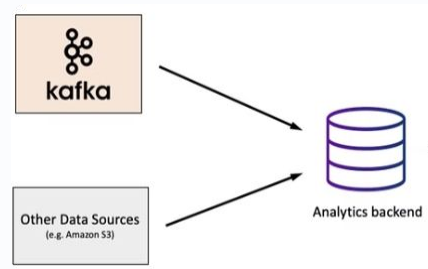 kafka
Other Data Sources
(e.g. Amazon S3)
Analytics backend